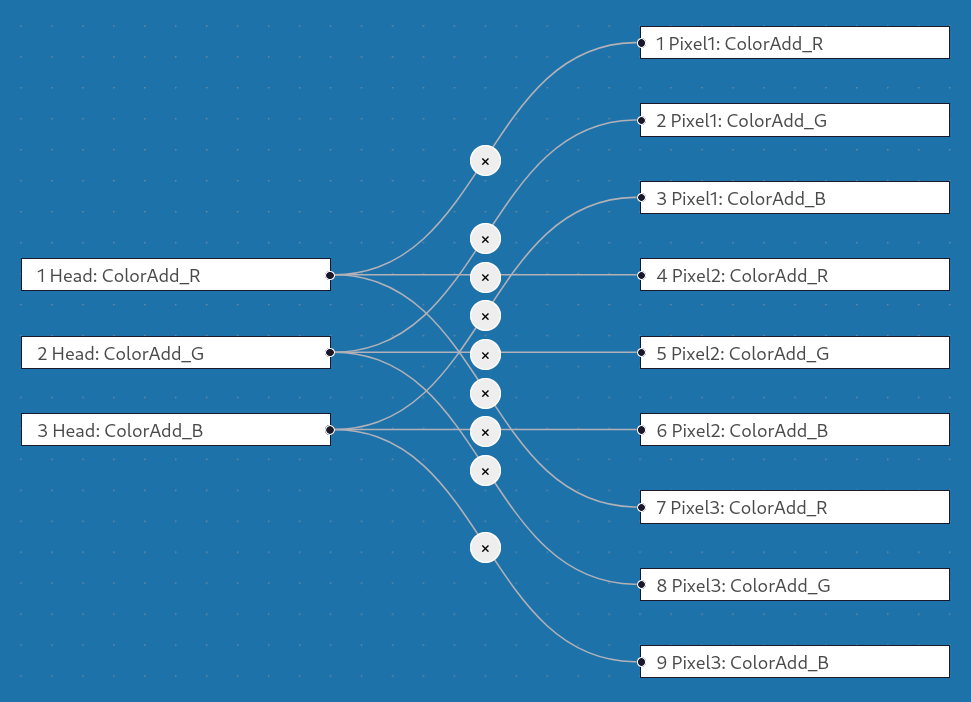 1 Pixel1: ColorAdd_R
2 Pixel1: ColorAdd_G
3 Pixel1: ColorAdd_B
1 Head: ColorAdd_R
4 Pixel2: ColorAdd_R
2 Head: ColorAdd_G
5 Pixel2: ColorAdd_G
3 Head: ColorAdd_B
6 Pixel2: ColorAdd_B
7 Pixel3: ColorAdd_R
8 Pixel3: ColorAdd_G
9 Pixel3: ColorAdd_B